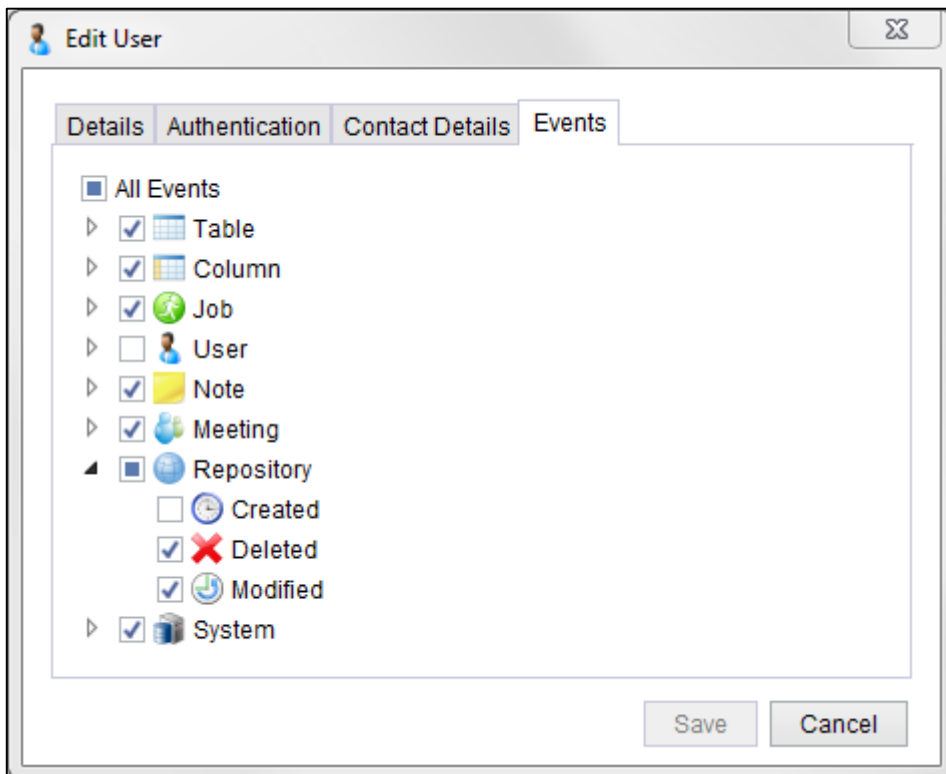 Edit User
Details Authentication Contact Details Events
All Events
Table
Column
Job
User
Note
Meeting
Repository
Created
Deleted
Modified
System
Save Cancel